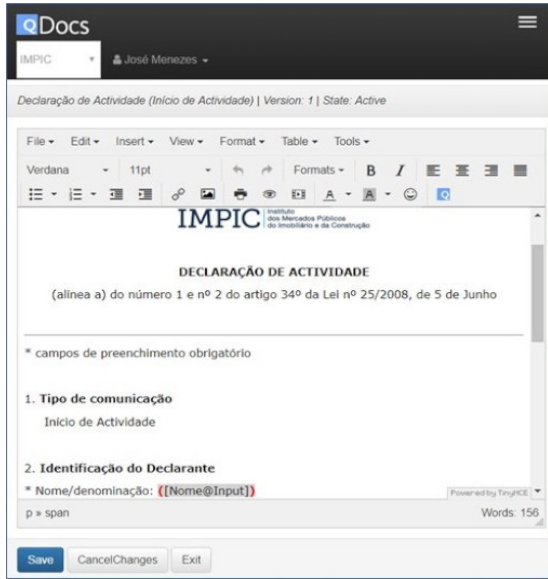 QDocs
IMPIC José Menezes
Declaração de Actividade (Início de Actividade) | Version: 1 | State: Active
File Edit Insert View Format Table Tools
Verdana 11pt Formats B I
A A Q
IMPIC Instituto
dos Mercados Públicos
do Imobiliário e da Construção
DECLARAÇÃO DE ACTIVIDADE
(alínea a) do número 1 e nº 2 do artigo 34º da Lei nº 25/2008, de 5 de Junho
* campos de preenchimento obrigatório
1. Tipo de comunicação
Início de Actividade
2. Identificação do Declarante
* Nome/denominação: ([Nome@Input])
Powered by TinyMCE
p » span Words: 156
Save CancelChanges Exit